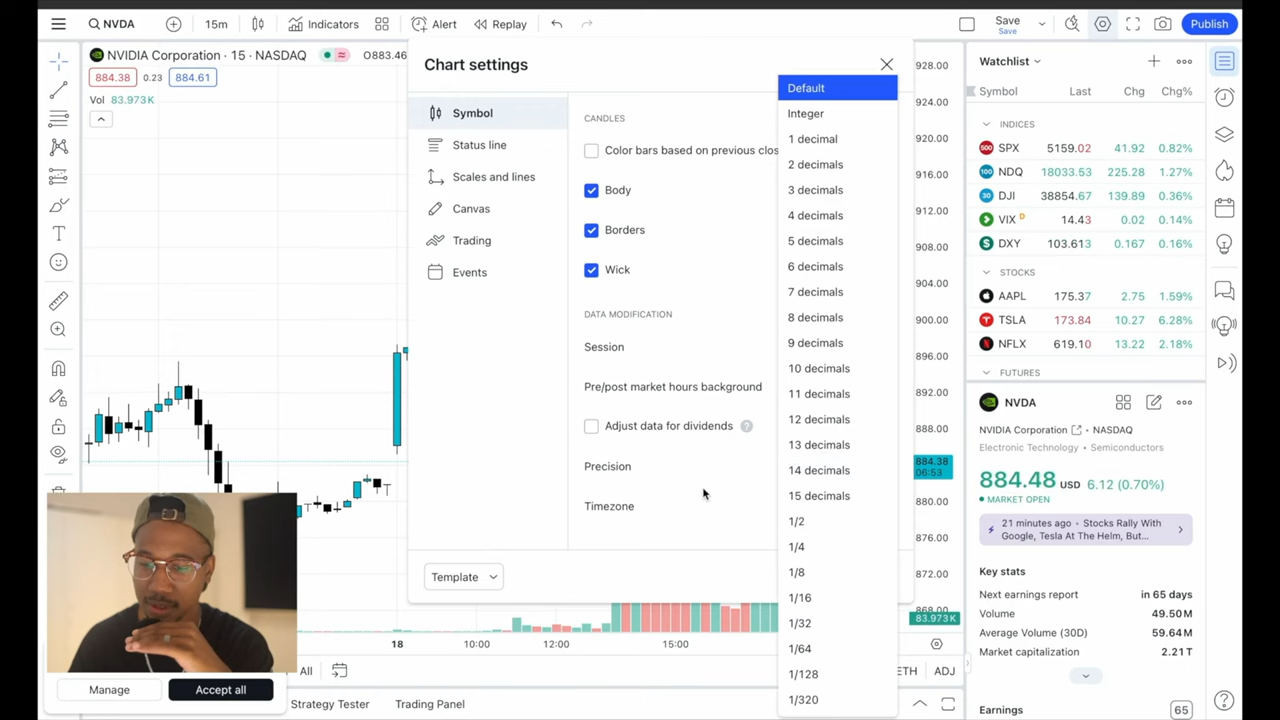 NVDA
15m
Indicators
Alert
Replay
Save
Save
Publish
NVIDIA Corporation · 15 · NASDAQ
O883.46
884.38
0.23
884.61
Vol 83.973K
Chart settings
Symbol
Status line
Scales and lines
Canvas
Trading
Events
CANDLES
Color bars based on previous clos
Body
Borders
Wick
DATA MODIFICATION
Session
Pre/post market hours background
Adjust data for dividends
Precision
Timezone
Template
Default
Integer
1 decimal
2 decimals
3 decimals
4 decimals
5 decimals
6 decimals
7 decimals
8 decimals
9 decimals
10 decimals
11 decimals
12 decimals
13 decimals
14 decimals
15 decimals
1/2
1/4
1/8
1/16
1/32
1/64
1/128
1/320
928.00
924.00
920.00
916.00
912.00
908.00
904.00
900.00
896.00
892.00
888.00
884.38
06:53
880.00
876.00
872.00
868.00
83.973K
18
10:00
12:00
15:00
All
ETH
ADJ
Manage
Accept all
Strategy Tester
Trading Panel
Watchlist
Symbol Last Chg Chg%
INDICES
SPX 5159.02 41.92 0.82%
NDQ 18033.53 225.28 1.27%
DJI 38854.67 139.89 0.36%
VIX D 14.43 0.02 0.14%
DXY 103.613 0.167 0.16%
STOCKS
AAPL 175.37 2.75 1.59%
TSLA 173.84 10.27 6.28%
NFLX 619.10 13.22 2.18%
FUTURES
NVDA
NVIDIA Corporation · NASDAQ
Electronic Technology · Semiconductors
884.48 USD 6.12 (0.70%)
MARKET OPEN
21 minutes ago · Stocks Rally With
Google, Tesla At The Helm, But...
Key stats
Next earnings report in 65 days
Volume 49.50M
Average Volume (30D) 59.64M
Market capitalization 2.21T
Earnings
65